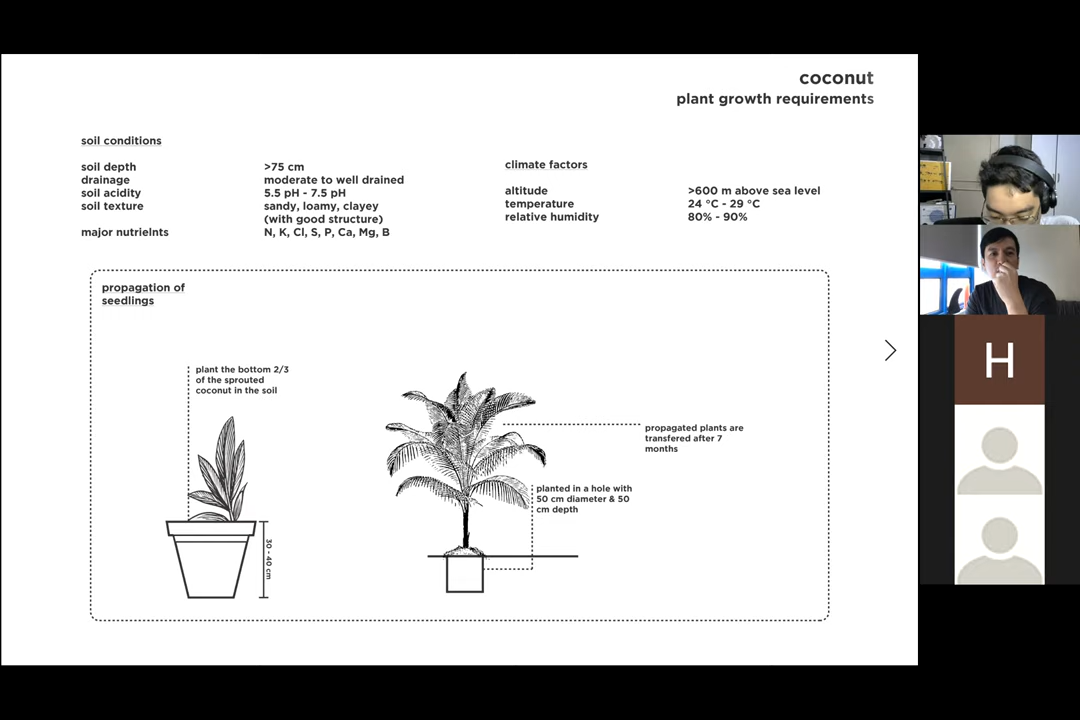 coconut
plant growth requirements
soil conditions
soil depth >75 cm
drainage moderate to well drained
soil acidity 5.5 pH - 7.5 pH
soil texture sandy, loamy, clayey
(with good structure)
major nutrielnts N, K, Cl, S, P, Ca, Mg, B
climate factors
altitude >600 m above sea level
temperature 24 °C - 29 °C
relative humidity 80% - 90%
propagation of
seedlings
plant the bottom 2/3
of the sprouted
coconut in the soil
30 - 40 cm
propagated plants are
transfered after 7
months
planted in a hole with
50 cm diameter & 50
cm depth
H